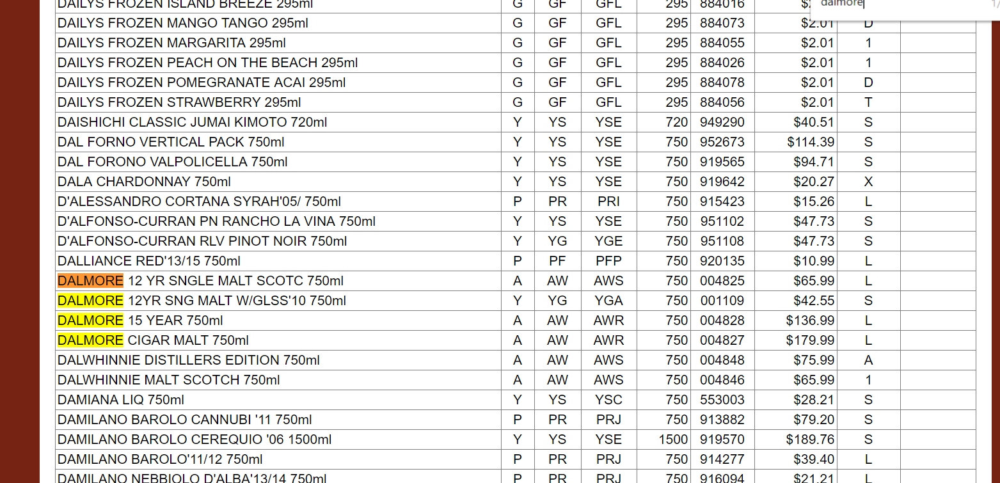 DAILYS FROZEN ISLAND BREEZE 295ml G GF GFL 295 884016
dalmore
DAILYS FROZEN MANGO TANGO 295ml G GF GFL 295 884073 $2.01 D
DAILYS FROZEN MARGARITA 295ml G GF GFL 295 884055 $2.01 1
DAILYS FROZEN PEACH ON THE BEACH 295ml G GF GFL 295 884026 $2.01 1
DAILYS FROZEN POMEGRANATE ACAI 295ml G GF GFL 295 884078 $2.01 D
DAILYS FROZEN STRAWBERRY 295ml G GF GFL 295 884056 $2.01 T
DAISHICHI CLASSIC JUMAI KIMOTO 720ml Y YS YSE 720 949290 $40.51 S
DAL FORNO VERTICAL PACK 750ml Y YS YSE 750 952673 $114.39 S
DAL FORONO VALPOLICELLA 750ml Y YS YSE 750 919565 $94.71 S
DALA CHARDONNAY 750ml Y YS YSE 750 919642 $20.27 X
D'ALESSANDRO CORTANA SYRAH'05/ 750ml P PR PRI 750 915423 $15.26 L
D'ALFONSO-CURRAN PN RANCHO LA VINA 750ml Y YS YSE 750 951102 $47.73 S
D'ALFONSO-CURRAN RLV PINOT NOIR 750ml Y YG YGE 750 951108 $47.73 S
DALLIANCE RED'13/15 750ml P PF PFP 750 920135 $10.99 L
DALMORE 12 YR SNGLE MALT SCOTC 750ml A AW AWS 750 004825 $65.99 L
DALMORE 12YR SNG MALT W/GLSS'10 750ml Y YG YGA 750 001109 $42.55 S
DALMORE 15 YEAR 750ml A AW AWR 750 004828 $136.99 L
DALMORE CIGAR MALT 750ml A AW AWR 750 004827 $179.99 L
DALWHINNIE DISTILLERS EDITION 750ml A AW AWS 750 004848 $75.99 A
DALWHINNIE MALT SCOTCH 750ml A AW AWS 750 004846 $65.99 1
DAMIANA LIQ 750ml Y YS YSC 750 553003 $28.21 S
DAMILANO BAROLO CANNUBI '11 750ml P PR PRJ 750 913882 $79.20 S
DAMILANO BAROLO CEREQUIO '06 1500ml Y YS YSE 1500 919570 $189.76 S
DAMILANO BAROLO'11/12 750ml P PR PRJ 750 914277 $39.40 L
DAMILANO NEBBIOLO D'ALBA'13/14 750ml P PR PRJ 750 916094 $21.21 L